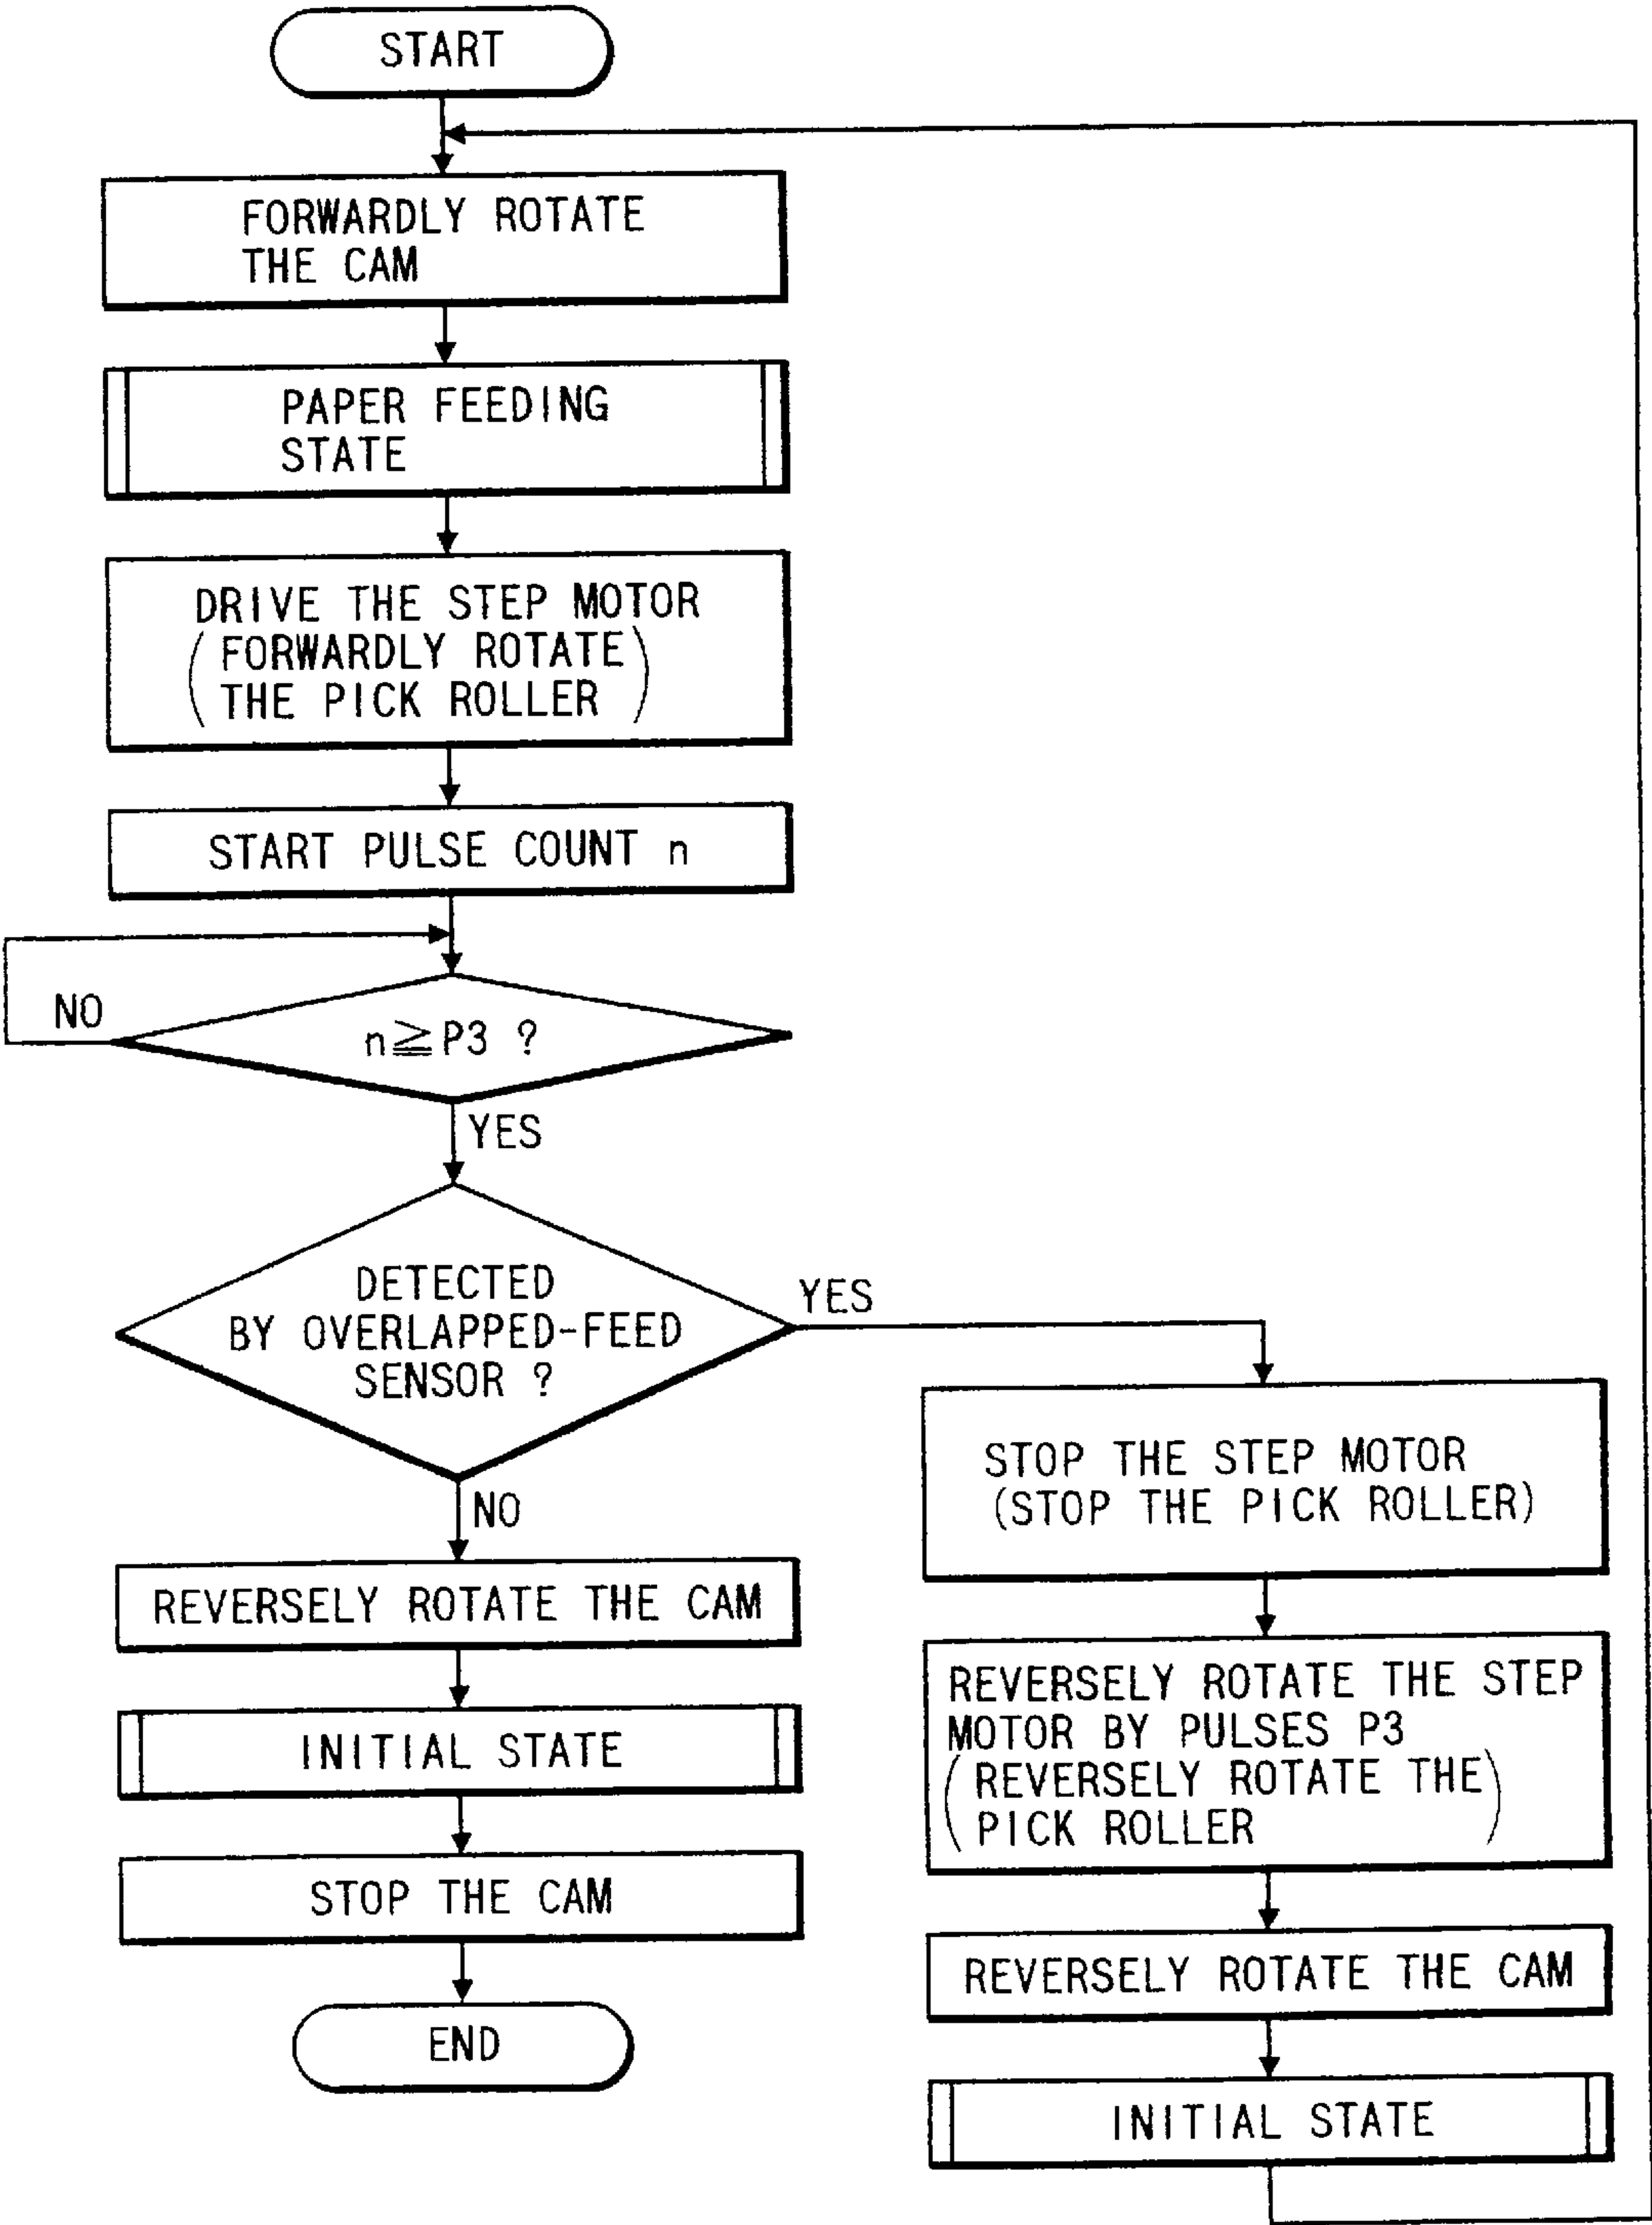 START
FORWARDLY ROTATE
THE CAM
PAPER FEEDING
STATE
DRIVE THE STEP MOTOR
(FORWARDLY ROTATE
THE PICK ROLLER)
START PULSE COUNT n
NO
n≧P3 ?
YES
DETECTED
BY OVERLAPPED-FEED
SENSOR ?
YES
NO
REVERSELY ROTATE THE CAM
INITIAL STATE
STOP THE CAM
END
STOP THE STEP MOTOR
(STOP THE PICK ROLLER)
REVERSELY ROTATE THE STEP
MOTOR BY PULSES P3
(REVERSELY ROTATE THE
PICK ROLLER)
REVERSELY ROTATE THE CAM
INITIAL STATE